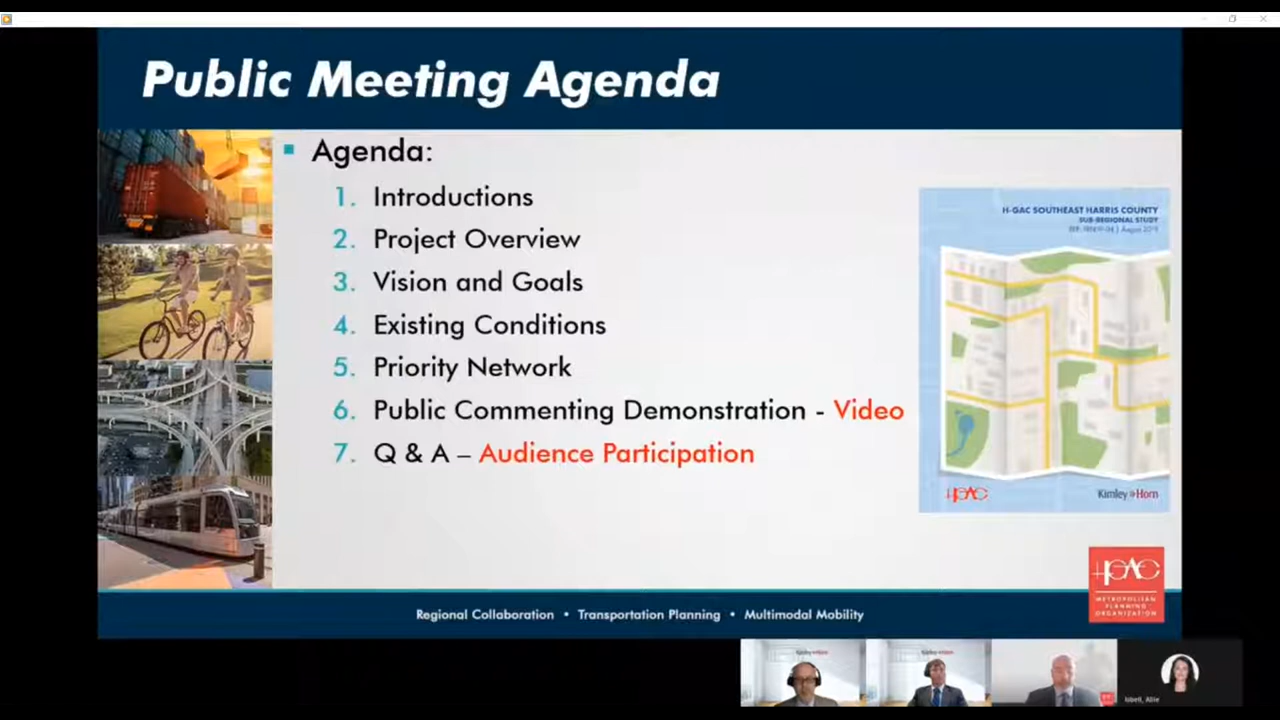 Public Meeting Agenda
Agenda:
1. Introductions
2. Project Overview
3. Vision and Goals
4. Existing Conditions
5. Priority Network
6. Public Commenting Demonstration - Video
7. Q & A – Audience Participation
H-GAC SOUTHEAST HARRIS COUNTY
SUB-REGIONAL STUDY
August
Kimley»Horn
METROPOLITAN
PLANNING
ORGANIZATION
Regional Collaboration • Transportation Planning • Multimodal Mobility
Allie